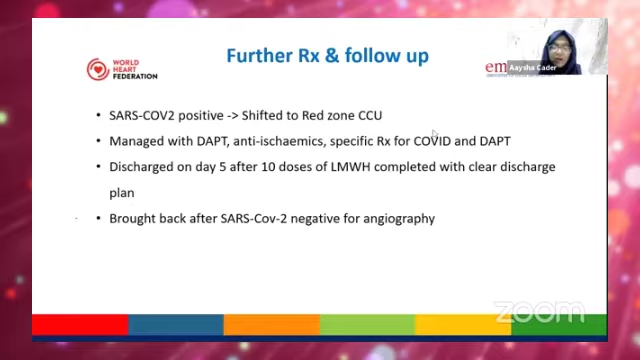 Further Rx & follow up
WORLD
HEART
FEDERATION
em
Aaysha Cader
• SARS-COV2 positive -> Shifted to Red zone CCU
• Managed with DAPT, anti-ischaemics, specific Rx for COVID and DAPT
• Discharged on day 5 after 10 doses of LMWH completed with clear discharge
plan
• Brought back after SARS-Cov-2 negative for angiography
zoom